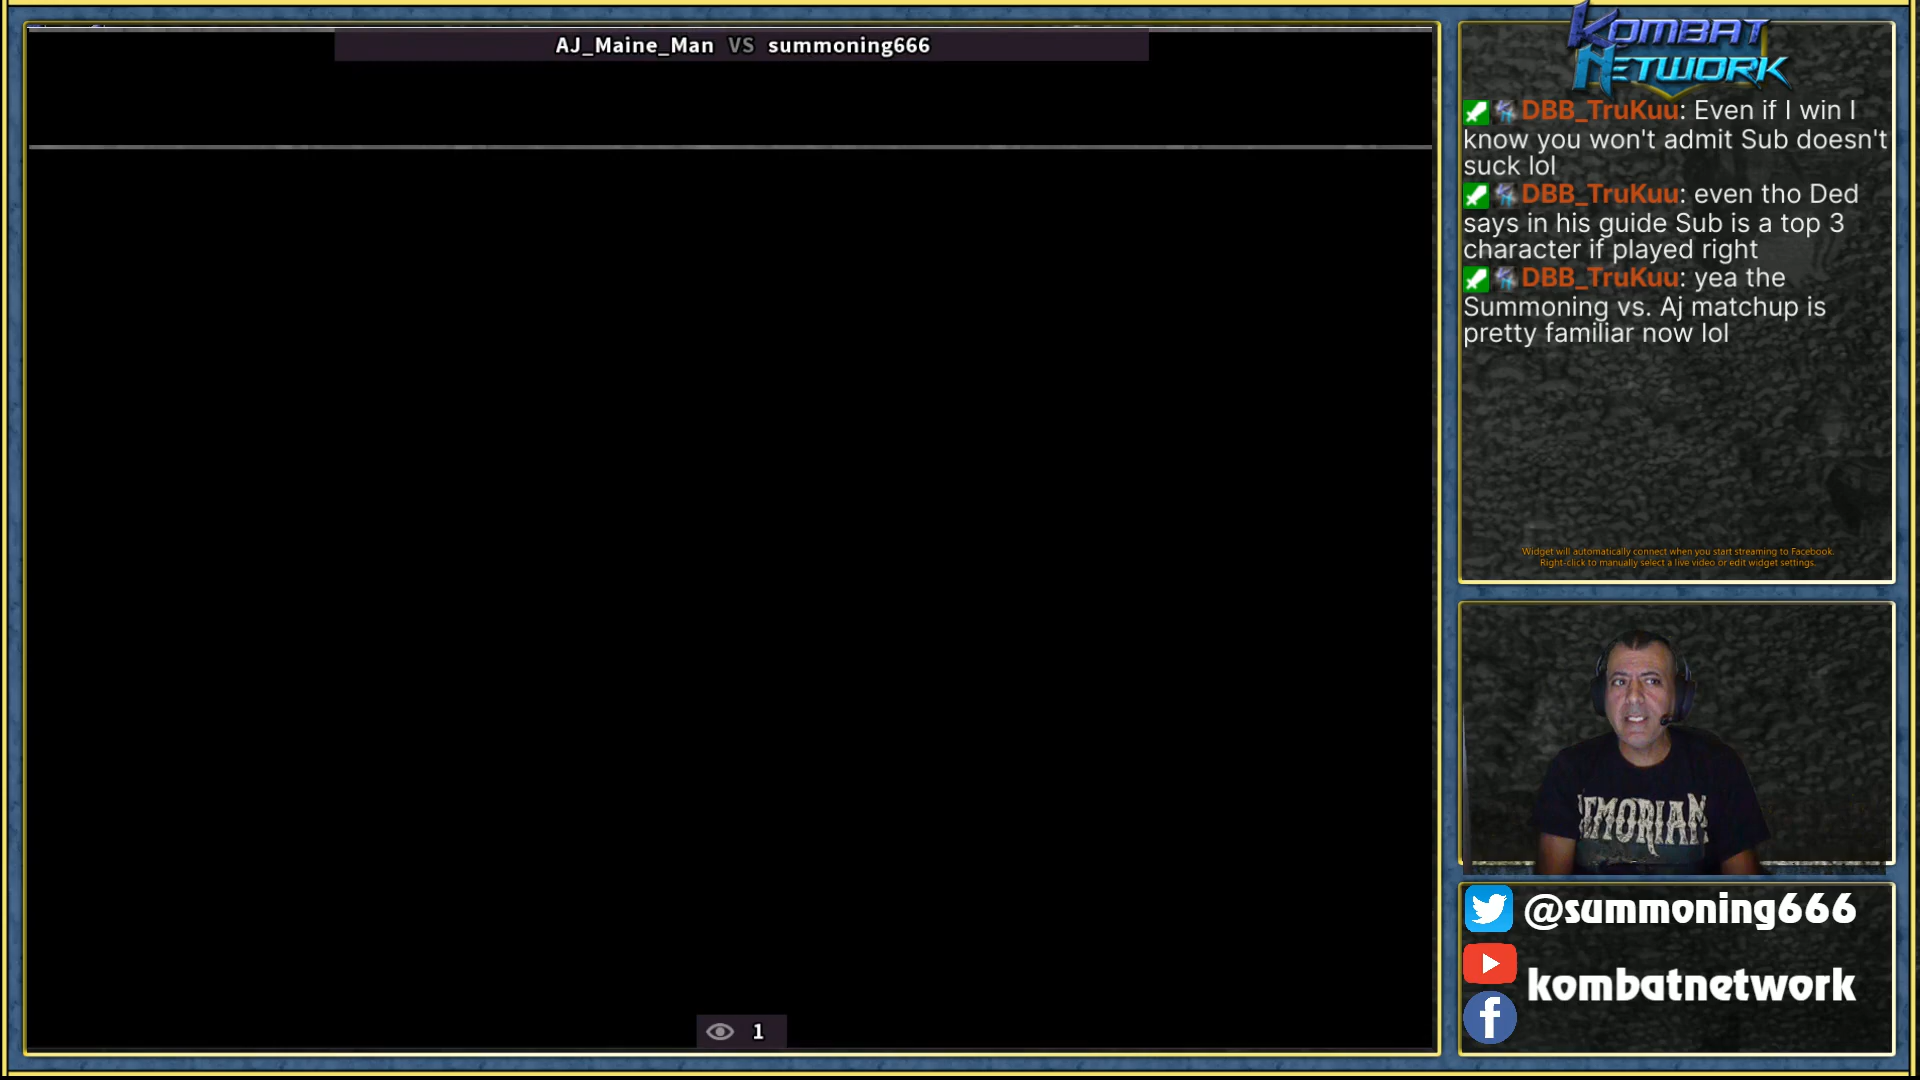 AJ_Maine_Man VS summoning666
KOMBAT
NETWORK
DBB_TruKuu: Even if I win I
know you won't admit Sub doesn't
suck lol
DBB_TruKuu: even tho Ded
says in his guide Sub is a top 3
character if played right
DBB_TruKuu: yea the
Summoning vs. Aj matchup is
pretty familiar now lol
Widget will automatically connect when you start streaming to Facebook.
Right-click to manually select a live video or edit widget settings.
@summoning666
kombatnetwork
1